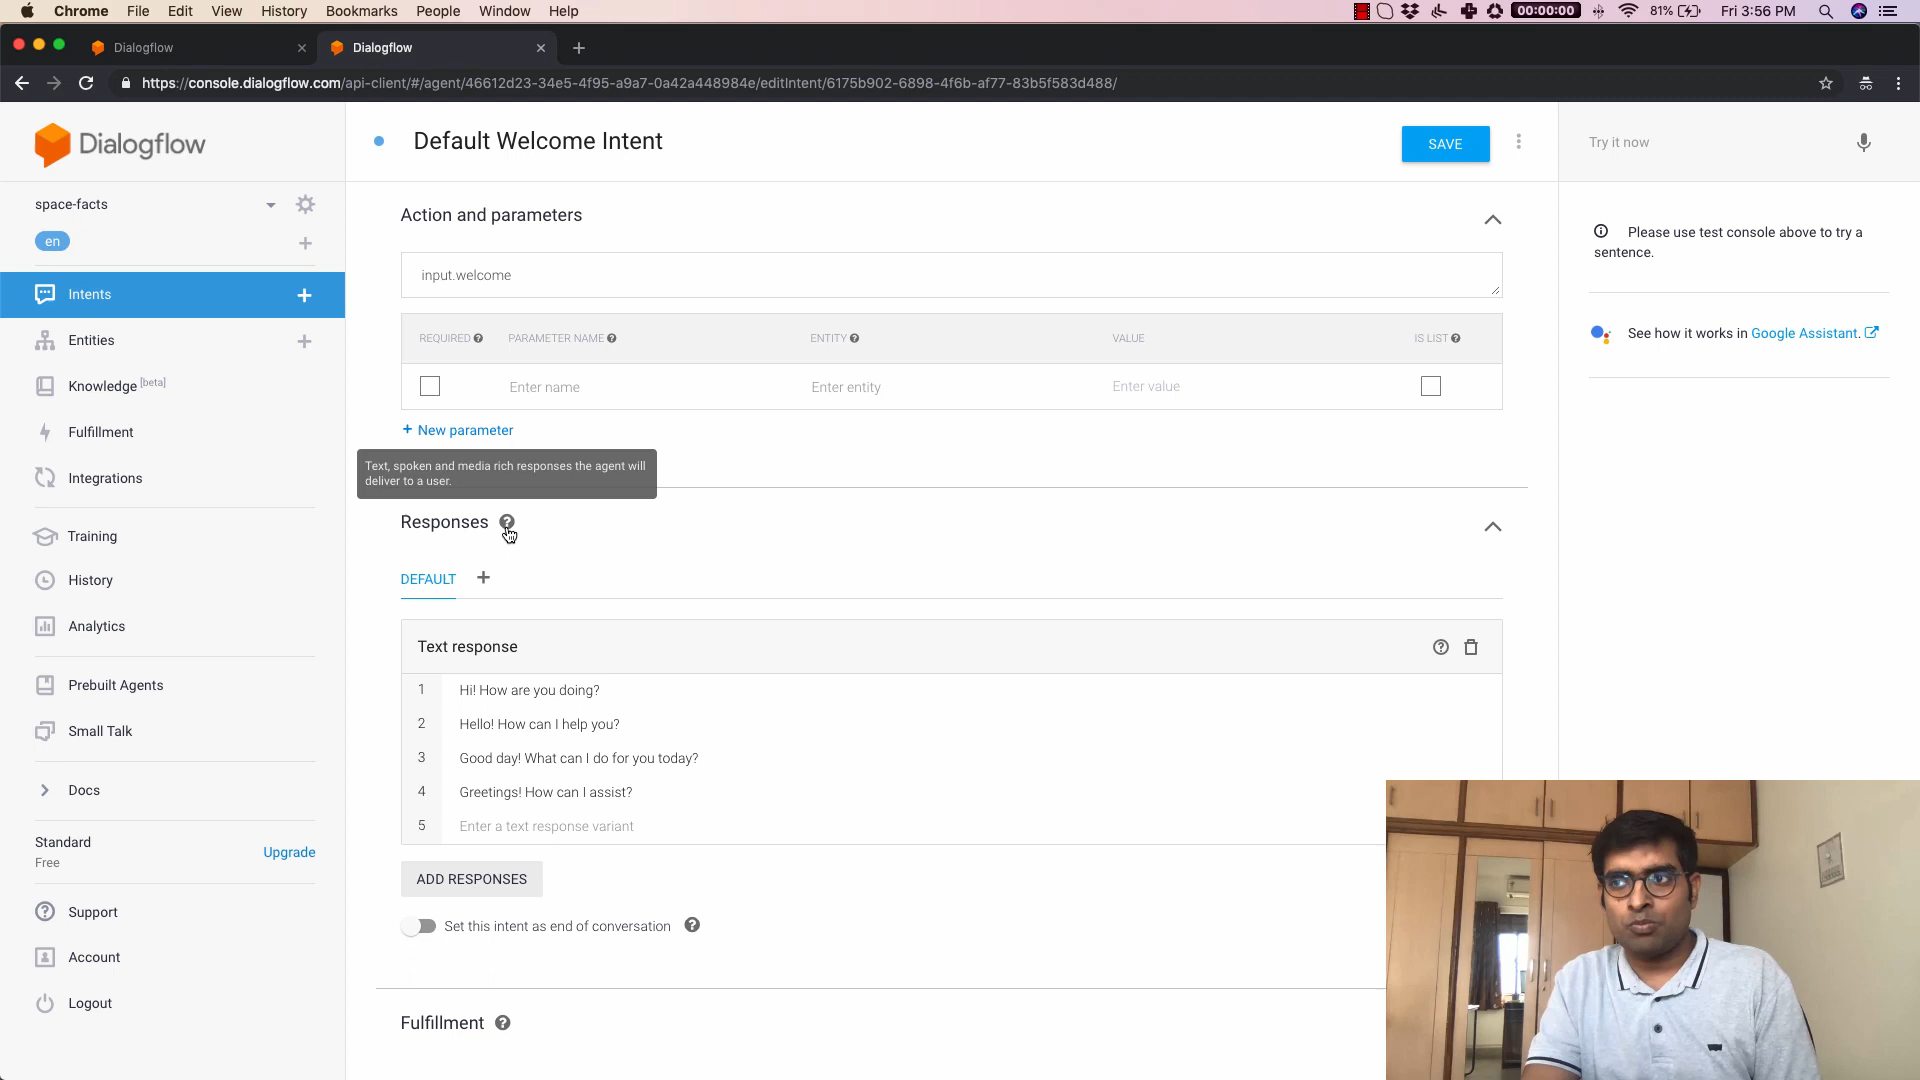 Chrome File Edit View History Bookmarks People Window Help
00:00:00
81%
Fri 3:56 PM
Dialogflow
Dialogflow
https://console.dialogflow.com/api-client/#/agent/46612d23-34e5-4f95-a9a7-0a42a448984e/editIntent/6175b902-6898-4f6b-af77-83b5f583d488/
Dialogflow
space-facts
en
Intents
Entities
Knowledge [beta]
Fulfillment
Integrations
Training
History
Analytics
Prebuilt Agents
Small Talk
Docs
Standard
Free
Upgrade
Support
Account
Logout
Default Welcome Intent
SAVE
Action and parameters
input.welcome
REQUIRED PARAMETER NAME ENTITY VALUE IS LIST
Enter name Enter entity Enter value
+ New parameter
Text, spoken and media rich responses the agent will
deliver to a user.
Responses
DEFAULT +
Text response
1 Hi! How are you doing?
2 Hello! How can I help you?
3 Good day! What can I do for you today?
4 Greetings! How can I assist?
5 Enter a text response variant
ADD RESPONSES
Set this intent as end of conversation
Fulfillment
Try it now
Please use test console above to try a
sentence.
See how it works in Google Assistant.